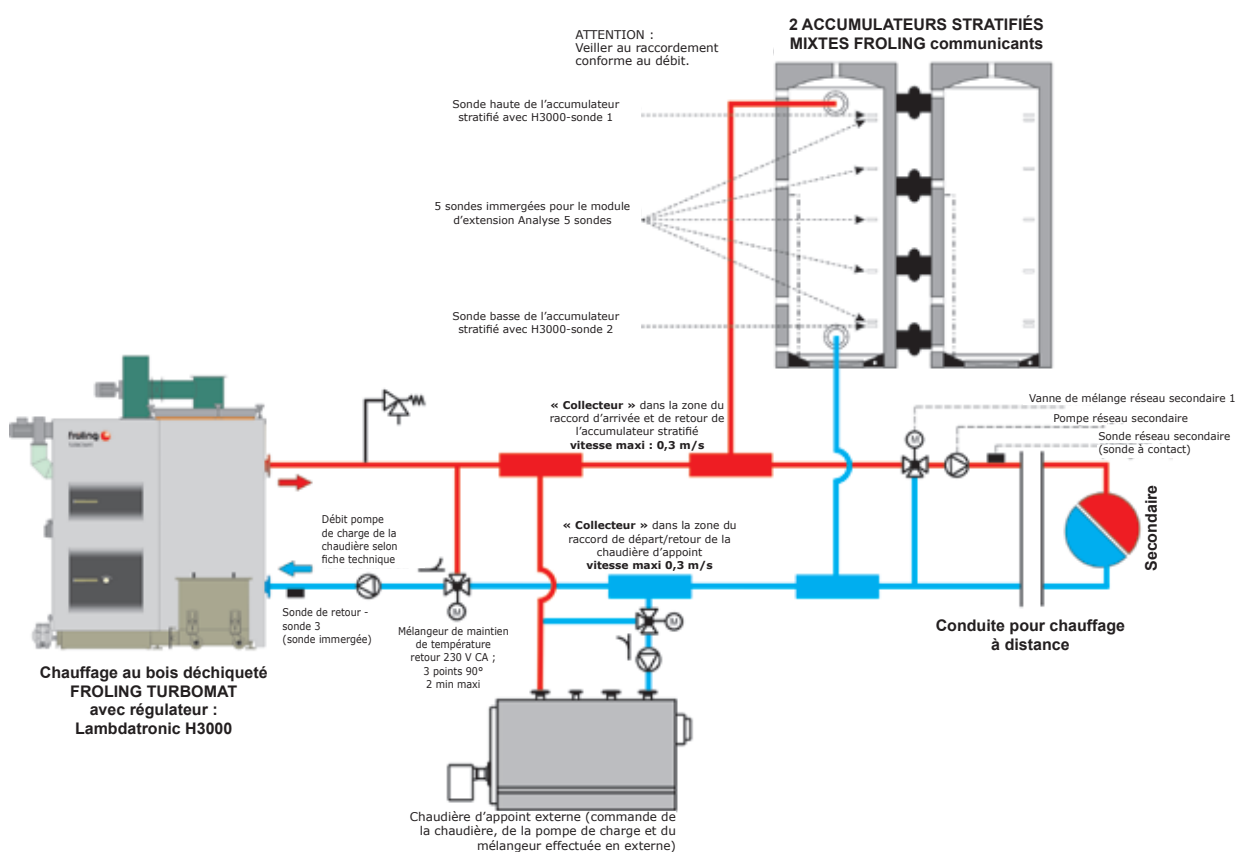 2 ACCUMULATEURS STRATIFIÉS
MIXTES FROLING communicants
ATTENTION :
Veiller au raccordement
conforme au débit.
Sonde haute de l'accumulateur
stratifié avec H3000-sonde 1
5 sondes immergées pour le module
d'extension Analyse 5 sondes
Sonde basse de l'accumulateur
stratifié avec H3000-sonde 2
« Collecteur » dans la zone du
raccord d'arrivée et de retour de
l'accumulateur stratifié
vitesse maxi : 0,3 m/s
Vanne de mélange réseau secondaire 1
Pompe réseau secondaire
Sonde réseau secondaire
(sonde à contact)
M
froling
Débit pompe
de charge de la
chaudière selon
fiche technique
« Collecteur » dans la zone du
raccord de départ/retour de la
chaudière d'appoint
vitesse maxi 0,3 m/s
Secondaire
Sonde de retour -
sonde 3
(sonde immergée)
M
M
Mélangeur de maintien
de température
retour 230 V CA ;
3 points 90°
2 min maxi
Conduite pour chauffage
à distance
Chauffage au bois déchiqueté
FROLING TURBOMAT
avec régulateur :
Lambdatronic H3000
Chaudière d'appoint externe (commande de
la chaudière, de la pompe de charge et du
mélangeur effectuée en externe)